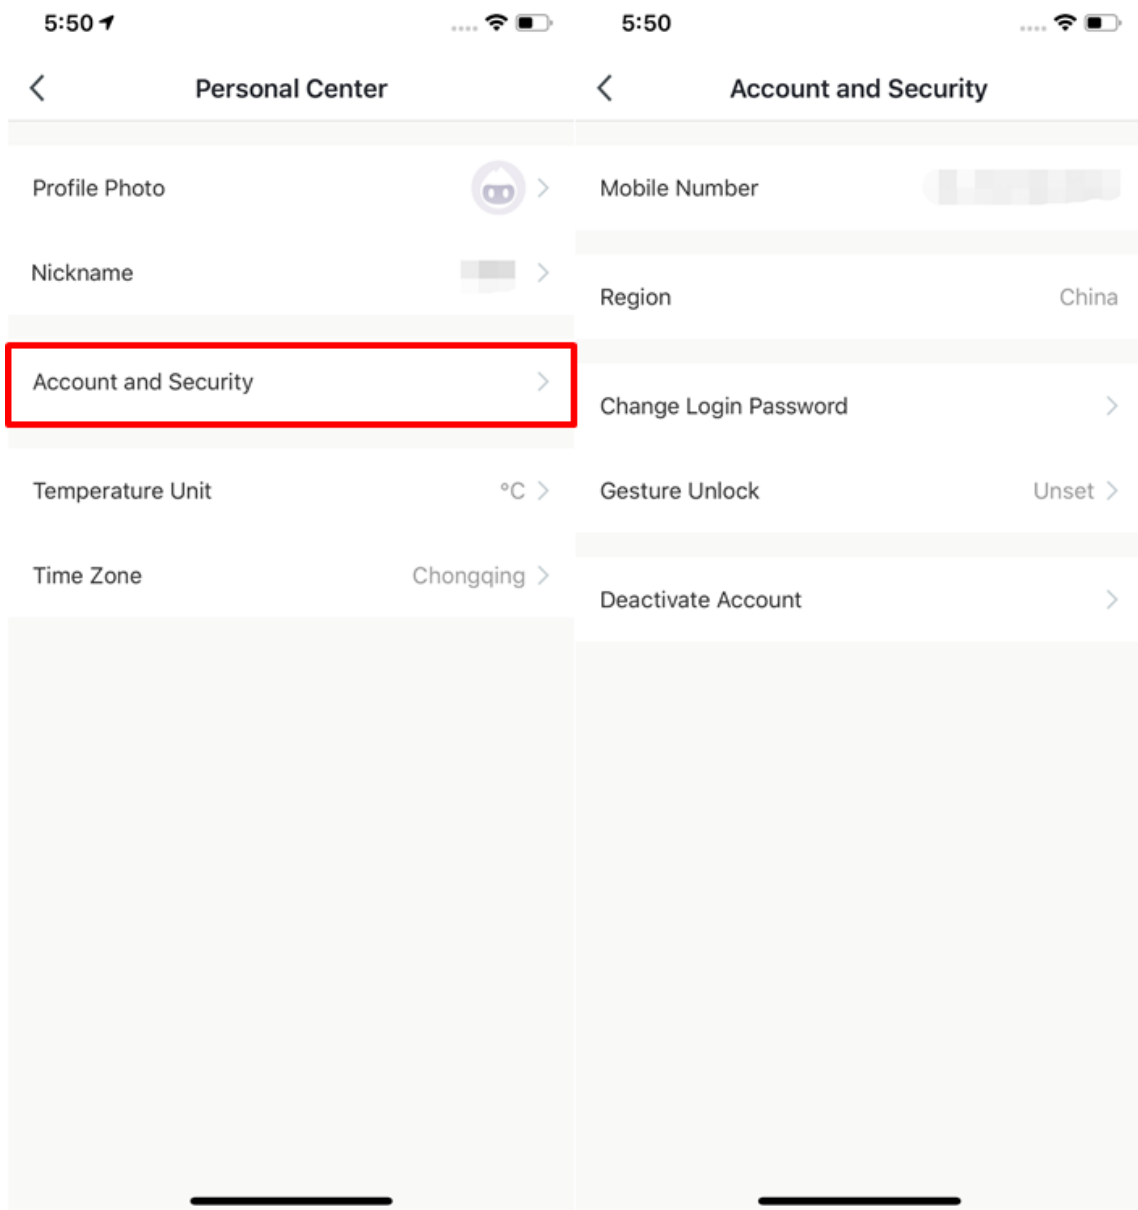 5:50
Personal Center
Profile Photo
Nickname
Account and Security
Temperature Unit °C
Time Zone Chongqing
5:50
Account and Security
Mobile Number
Region China
Change Login Password
Gesture Unlock Unset
Deactivate Account